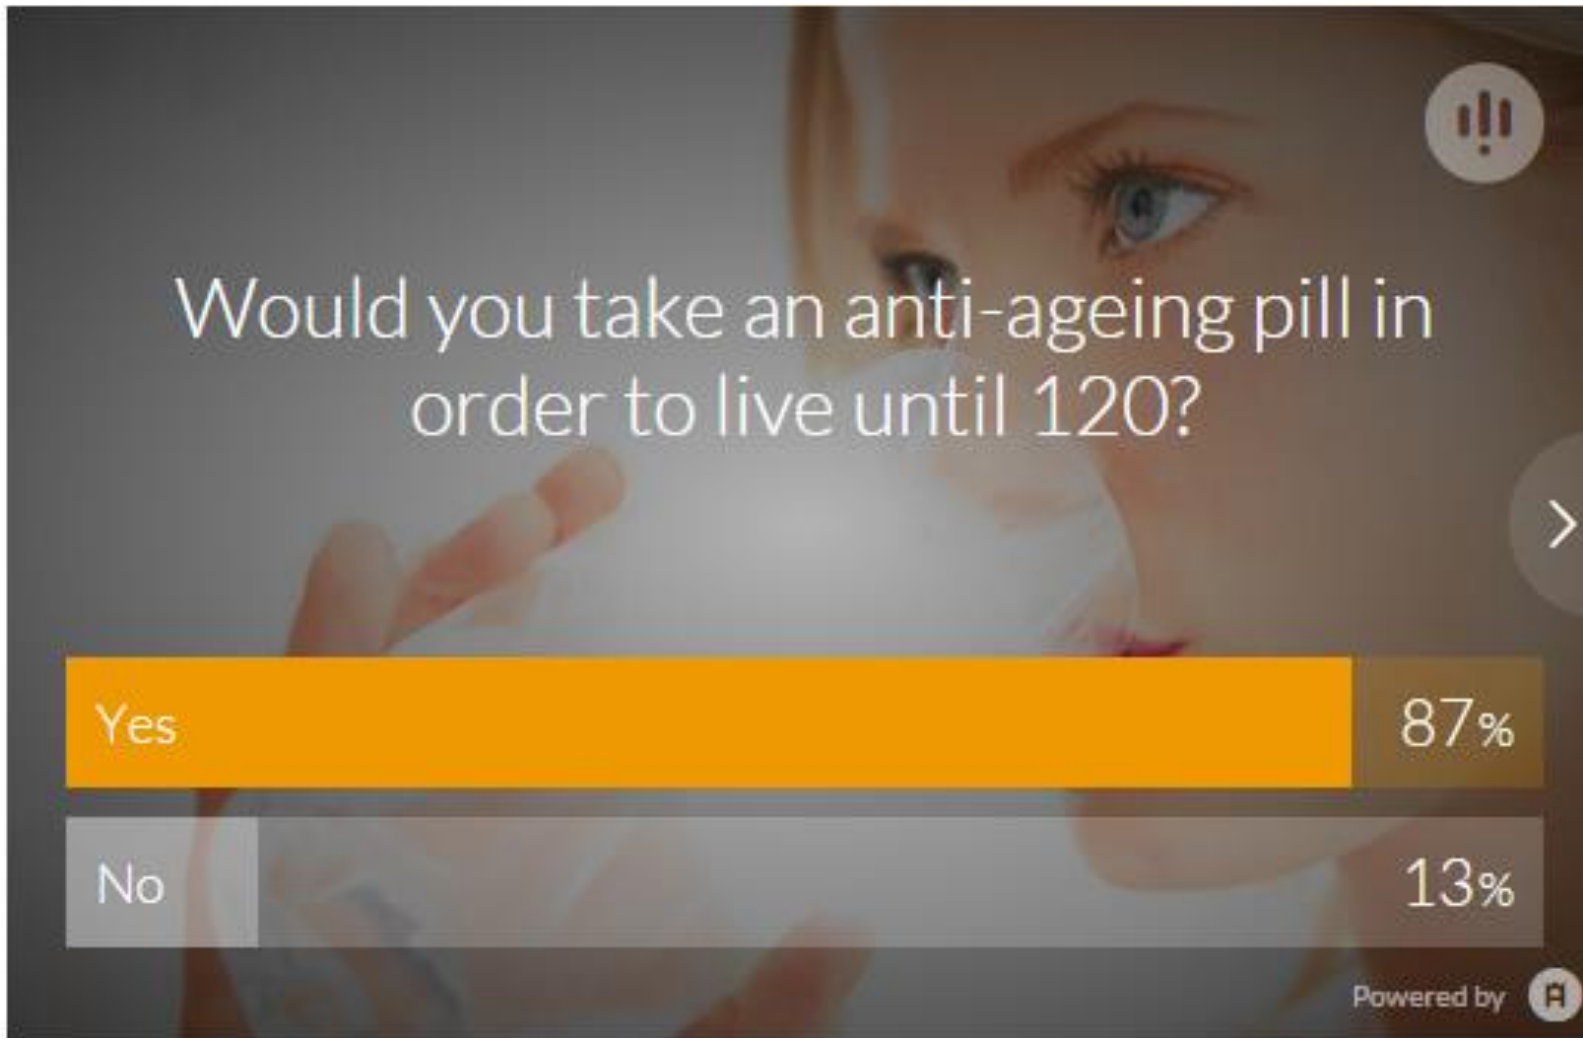 Would you take an anti-ageing pill in
order to live until 120?
Yes 87%
No 13%
Powered by A